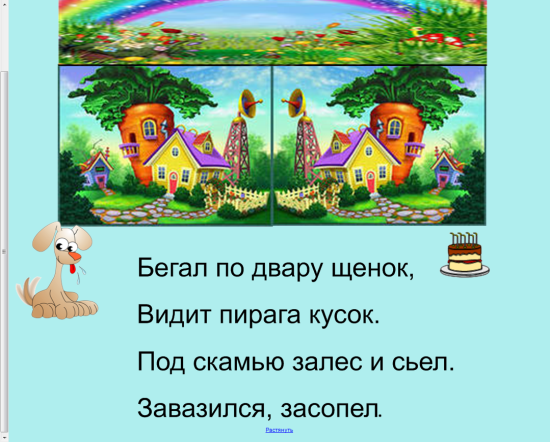 Бегал по двару щенок,
Видит пирага кусок.
Под скамью залес и сьел.
Завазился, засопел.
Растянуть